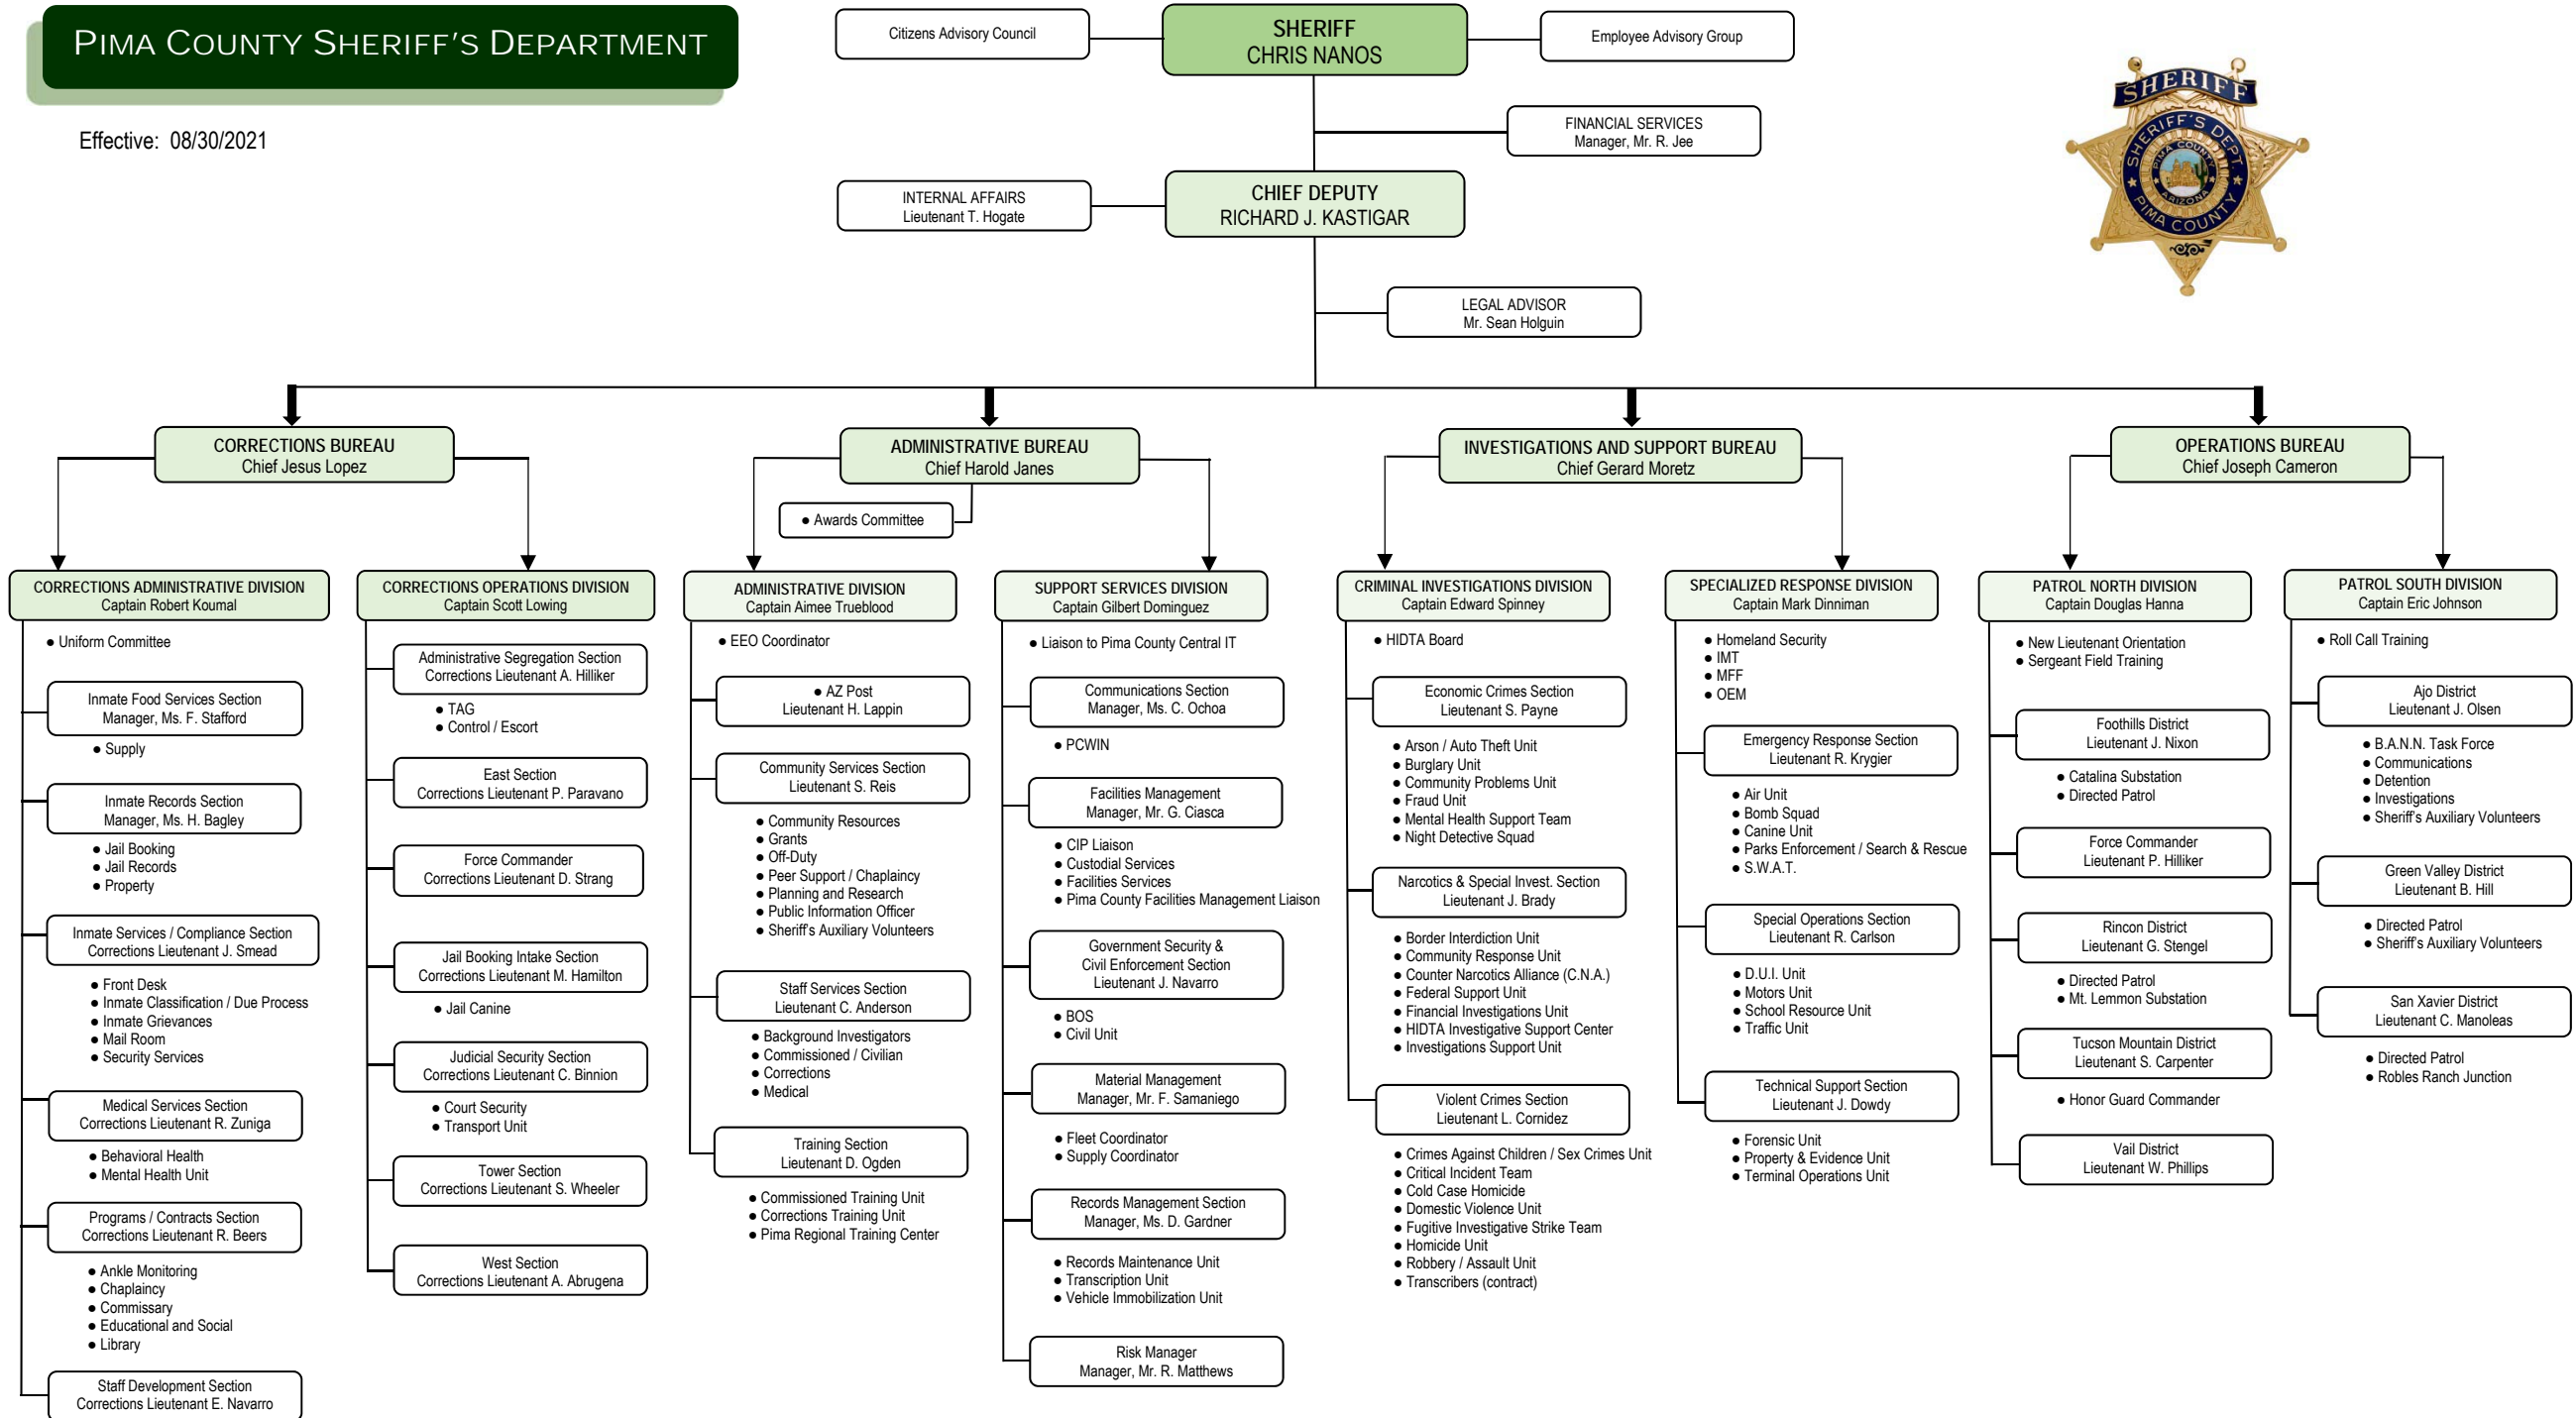 PIMA COUNTY SHERIFF'S DEPARTMENT
Effective: 08/30/2021
Citizens Advisory Council
SHERIFF
CHRIS NANOS
Employee Advisory Group
FINANCIAL SERVICES
Manager, Mr. R. Jee
INTERNAL AFFAIRS
Lieutenant T. Hogate
CHIEF DEPUTY
RICHARD J. KASTIGAR
LEGAL ADVISOR
Mr. Sean Holguin
SHERIFF
SHERIFF'S DEPT.
PIMA COUNTY
ARIZONA
PIMA COUNTY
CORRECTIONS BUREAU
Chief Jesus Lopez
CORRECTIONS ADMINISTRATIVE DIVISION
Captain Robert Koumal
● Uniform Committee
Inmate Food Services Section
Manager, Ms. F. Stafford
● Supply
Inmate Records Section
Manager, Ms. H. Bagley
● Jail Booking
● Jail Records
● Property
Inmate Services / Compliance Section
Corrections Lieutenant J. Smead
● Front Desk
● Inmate Classification / Due Process
● Inmate Grievances
● Mail Room
● Security Services
Medical Services Section
Corrections Lieutenant R. Zuniga
● Behavioral Health
● Mental Health Unit
Programs / Contracts Section
Corrections Lieutenant R. Beers
● Ankle Monitoring
● Chaplaincy
● Commissary
● Educational and Social
● Library
Staff Development Section
Corrections Lieutenant E. Navarro
CORRECTIONS OPERATIONS DIVISION
Captain Scott Lowing
Administrative Segregation Section
Corrections Lieutenant A. Hilliker
● TAG
● Control / Escort
East Section
Corrections Lieutenant P. Paravano
Force Commander
Corrections Lieutenant D. Strang
Jail Booking Intake Section
Corrections Lieutenant M. Hamilton
● Jail Canine
Judicial Security Section
Corrections Lieutenant C. Binnion
● Court Security
● Transport Unit
Tower Section
Corrections Lieutenant S. Wheeler
West Section
Corrections Lieutenant A. Abrugena
ADMINISTRATIVE BUREAU
Chief Harold Janes
● Awards Committee
ADMINISTRATIVE DIVISION
Captain Aimee Trueblood
● EEO Coordinator
● AZ Post
Lieutenant H. Lappin
Community Services Section
Lieutenant S. Reis
● Community Resources
● Grants
● Off-Duty
● Peer Support / Chaplaincy
● Planning and Research
● Public Information Officer
● Sheriff's Auxiliary Volunteers
Staff Services Section
Lieutenant C. Anderson
● Background Investigators
● Commissioned / Civilian
● Corrections
● Medical
Training Section
Lieutenant D. Ogden
● Commissioned Training Unit
● Corrections Training Unit
● Pima Regional Training Center
SUPPORT SERVICES DIVISION
Captain Gilbert Dominguez
● Liaison to Pima County Central IT
Communications Section
Manager, Ms. C. Ochoa
● PCWIN
Facilities Management
Manager, Mr. G. Ciasca
● CIP Liaison
● Custodial Services
● Facilities Services
● Pima County Facilities Management Liaison
Government Security &
Civil Enforcement Section
Lieutenant J. Navarro
● BOS
● Civil Unit
Material Management
Manager, Mr. F. Samaniego
● Fleet Coordinator
● Supply Coordinator
Records Management Section
Manager, Ms. D. Gardner
● Records Maintenance Unit
● Transcription Unit
● Vehicle Immobilization Unit
Risk Manager
Manager, Mr. R. Matthews
INVESTIGATIONS AND SUPPORT BUREAU
Chief Gerard Moretz
CRIMINAL INVESTIGATIONS DIVISION
Captain Edward Spinney
● HIDTA Board
Economic Crimes Section
Lieutenant S. Payne
● Arson / Auto Theft Unit
● Burglary Unit
● Community Problems Unit
● Fraud Unit
● Mental Health Support Team
● Night Detective Squad
Narcotics & Special Invest. Section
Lieutenant J. Brady
● Border Interdiction Unit
● Community Response Unit
● Counter Narcotics Alliance (C.N.A.)
● Federal Support Unit
● Financial Investigations Unit
● HIDTA Investigative Support Center
● Investigations Support Unit
Violent Crimes Section
Lieutenant L. Cornidez
● Crimes Against Children / Sex Crimes Unit
● Critical Incident Team
● Cold Case Homicide
● Domestic Violence Unit
● Fugitive Investigative Strike Team
● Homicide Unit
● Robbery / Assault Unit
● Transcribers (contract)
SPECIALIZED RESPONSE DIVISION
Captain Mark Dinniman
● Homeland Security
● IMT
● MFF
● OEM
Emergency Response Section
Lieutenant R. Krygier
● Air Unit
● Bomb Squad
● Canine Unit
● Parks Enforcement / Search & Rescue
● S.W.A.T.
Special Operations Section
Lieutenant R. Carlson
● D.U.I. Unit
● Motors Unit
● School Resource Unit
● Traffic Unit
Technical Support Section
Lieutenant J. Dowdy
● Forensic Unit
● Property & Evidence Unit
● Terminal Operations Unit
OPERATIONS BUREAU
Chief Joseph Cameron
PATROL NORTH DIVISION
Captain Douglas Hanna
● New Lieutenant Orientation
● Sergeant Field Training
Foothills District
Lieutenant J. Nixon
● Catalina Substation
● Directed Patrol
Force Commander
Lieutenant P. Hilliker
Rincon District
Lieutenant G. Stengel
● Directed Patrol
● Mt. Lemmon Substation
Tucson Mountain District
Lieutenant S. Carpenter
● Honor Guard Commander
Vail District
Lieutenant W. Phillips
PATROL SOUTH DIVISION
Captain Eric Johnson
● Roll Call Training
Ajo District
Lieutenant J. Olsen
● B.A.N.N. Task Force
● Communications
● Detention
● Investigations
● Sheriff's Auxiliary Volunteers
Green Valley District
Lieutenant B. Hill
● Directed Patrol
● Sheriff's Auxiliary Volunteers
San Xavier District
Lieutenant C. Manoleas
● Directed Patrol
● Robles Ranch Junction